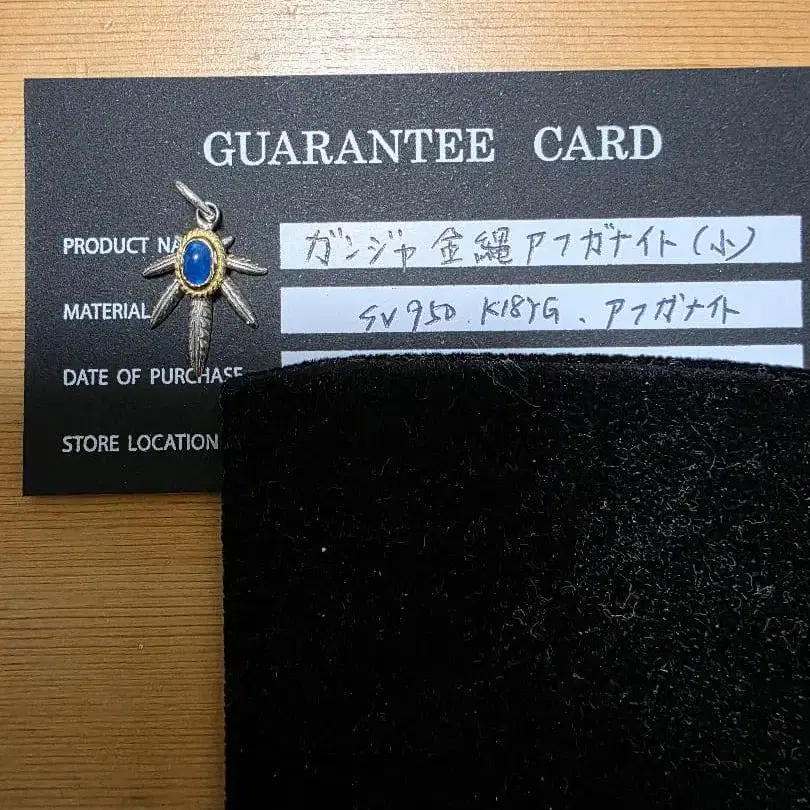 GUARANTEE CARD
PRODUCT NA ガンジャ 金縄 アフガナイト(小)
MATERIAL SV950. K18YG、アフガナイト
DATE OF PURCHASE
STORE LOCATION